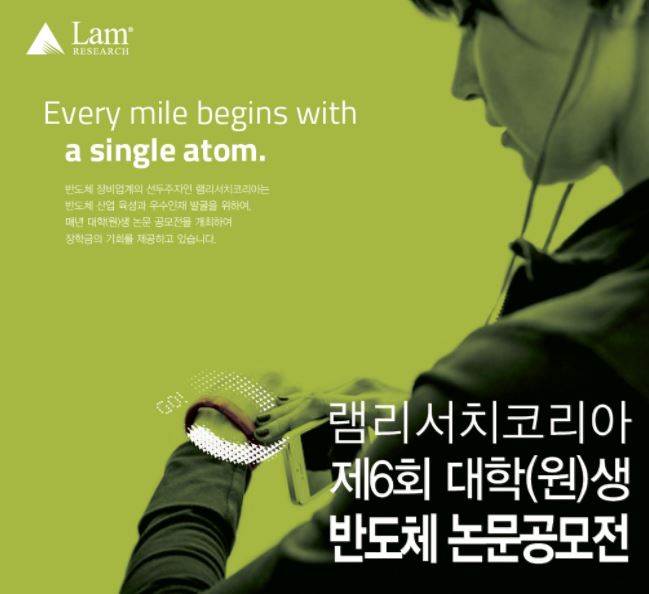 Lam®
RESEARCH
Every mile begins with
a single atom.
반도체 장비업계의 선두주자인 램리서치코리아는
반도체 산업 육성과 우수인재 발굴을 위하여,
매년 대학(원)생 논문 공모전을 개최하여
장학금의 기회를 제공하고 있습니다.
GO!
램리서치코리아
제6회 대학(원)생
반도체 논문공모전